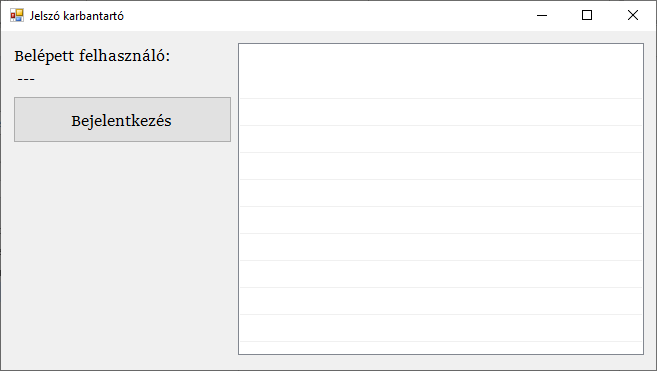 Jelszó karbantartó
Belépett felhasználó:
---
Bejelentkezés